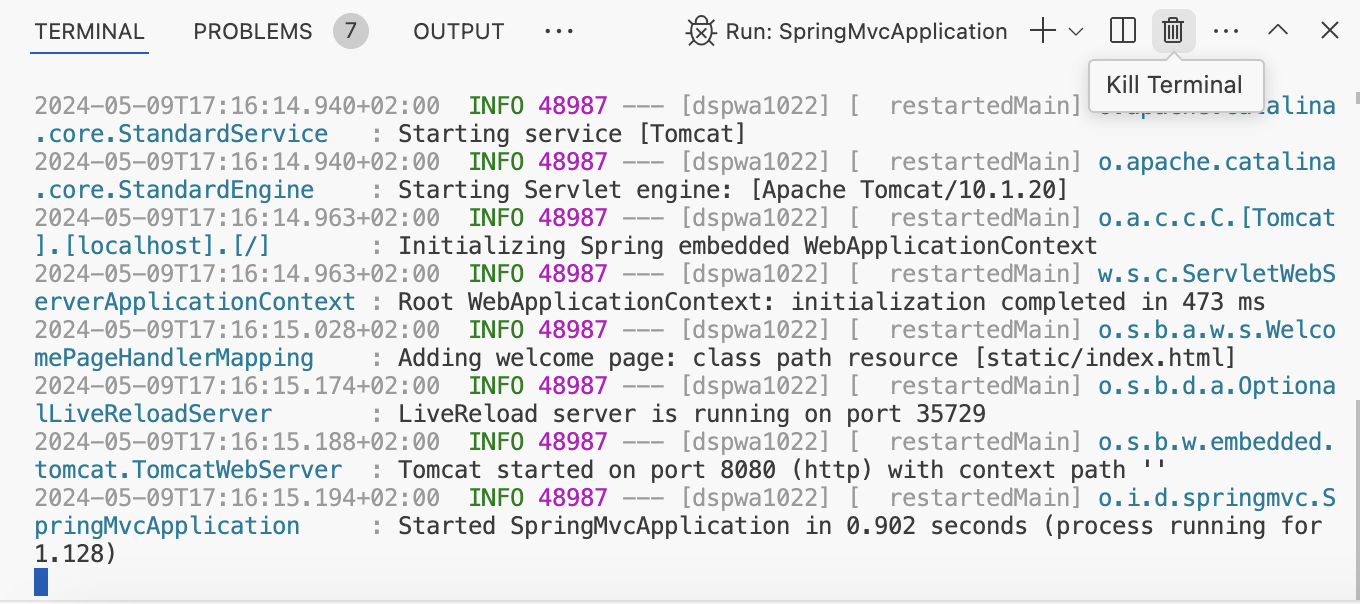 TERMINAL PROBLEMS 7 OUTPUT ··· Run: SpringMvcApplication ···
Kill Terminal
2024-05-09T17:16:14.940+02:00  INFO 48987 --- [dspwa1022] [  restartedMain] alina
.core.StandardService   : Starting service [Tomcat]
2024-05-09T17:16:14.940+02:00  INFO 48987 --- [dspwa1022] [  restartedMain] o.apache.catalina
.core.StandardEngine    : Starting Servlet engine: [Apache Tomcat/10.1.20]
2024-05-09T17:16:14.963+02:00  INFO 48987 --- [dspwa1022] [  restartedMain] o.a.c.c.C.[Tomcat
].[localhost].[/]       : Initializing Spring embedded WebApplicationContext
2024-05-09T17:16:14.963+02:00  INFO 48987 --- [dspwa1022] [  restartedMain] w.s.c.ServletWebS
erverApplicationContext : Root WebApplicationContext: initialization completed in 473 ms
2024-05-09T17:16:15.028+02:00  INFO 48987 --- [dspwa1022] [  restartedMain] o.s.b.a.w.s.Welco
mePageHandlerMapping    : Adding welcome page: class path resource [static/index.html]
2024-05-09T17:16:15.174+02:00  INFO 48987 --- [dspwa1022] [  restartedMain] o.s.b.d.a.Optiona
lLiveReloadServer       : LiveReload server is running on port 35729
2024-05-09T17:16:15.188+02:00  INFO 48987 --- [dspwa1022] [  restartedMain] o.s.b.w.embedded.
tomcat.TomcatWebServer  : Tomcat started on port 8080 (http) with context path ''
2024-05-09T17:16:15.194+02:00  INFO 48987 --- [dspwa1022] [  restartedMain] o.i.d.springmvc.S
pringMvcApplication     : Started SpringMvcApplication in 0.902 seconds (process running for
1.128)